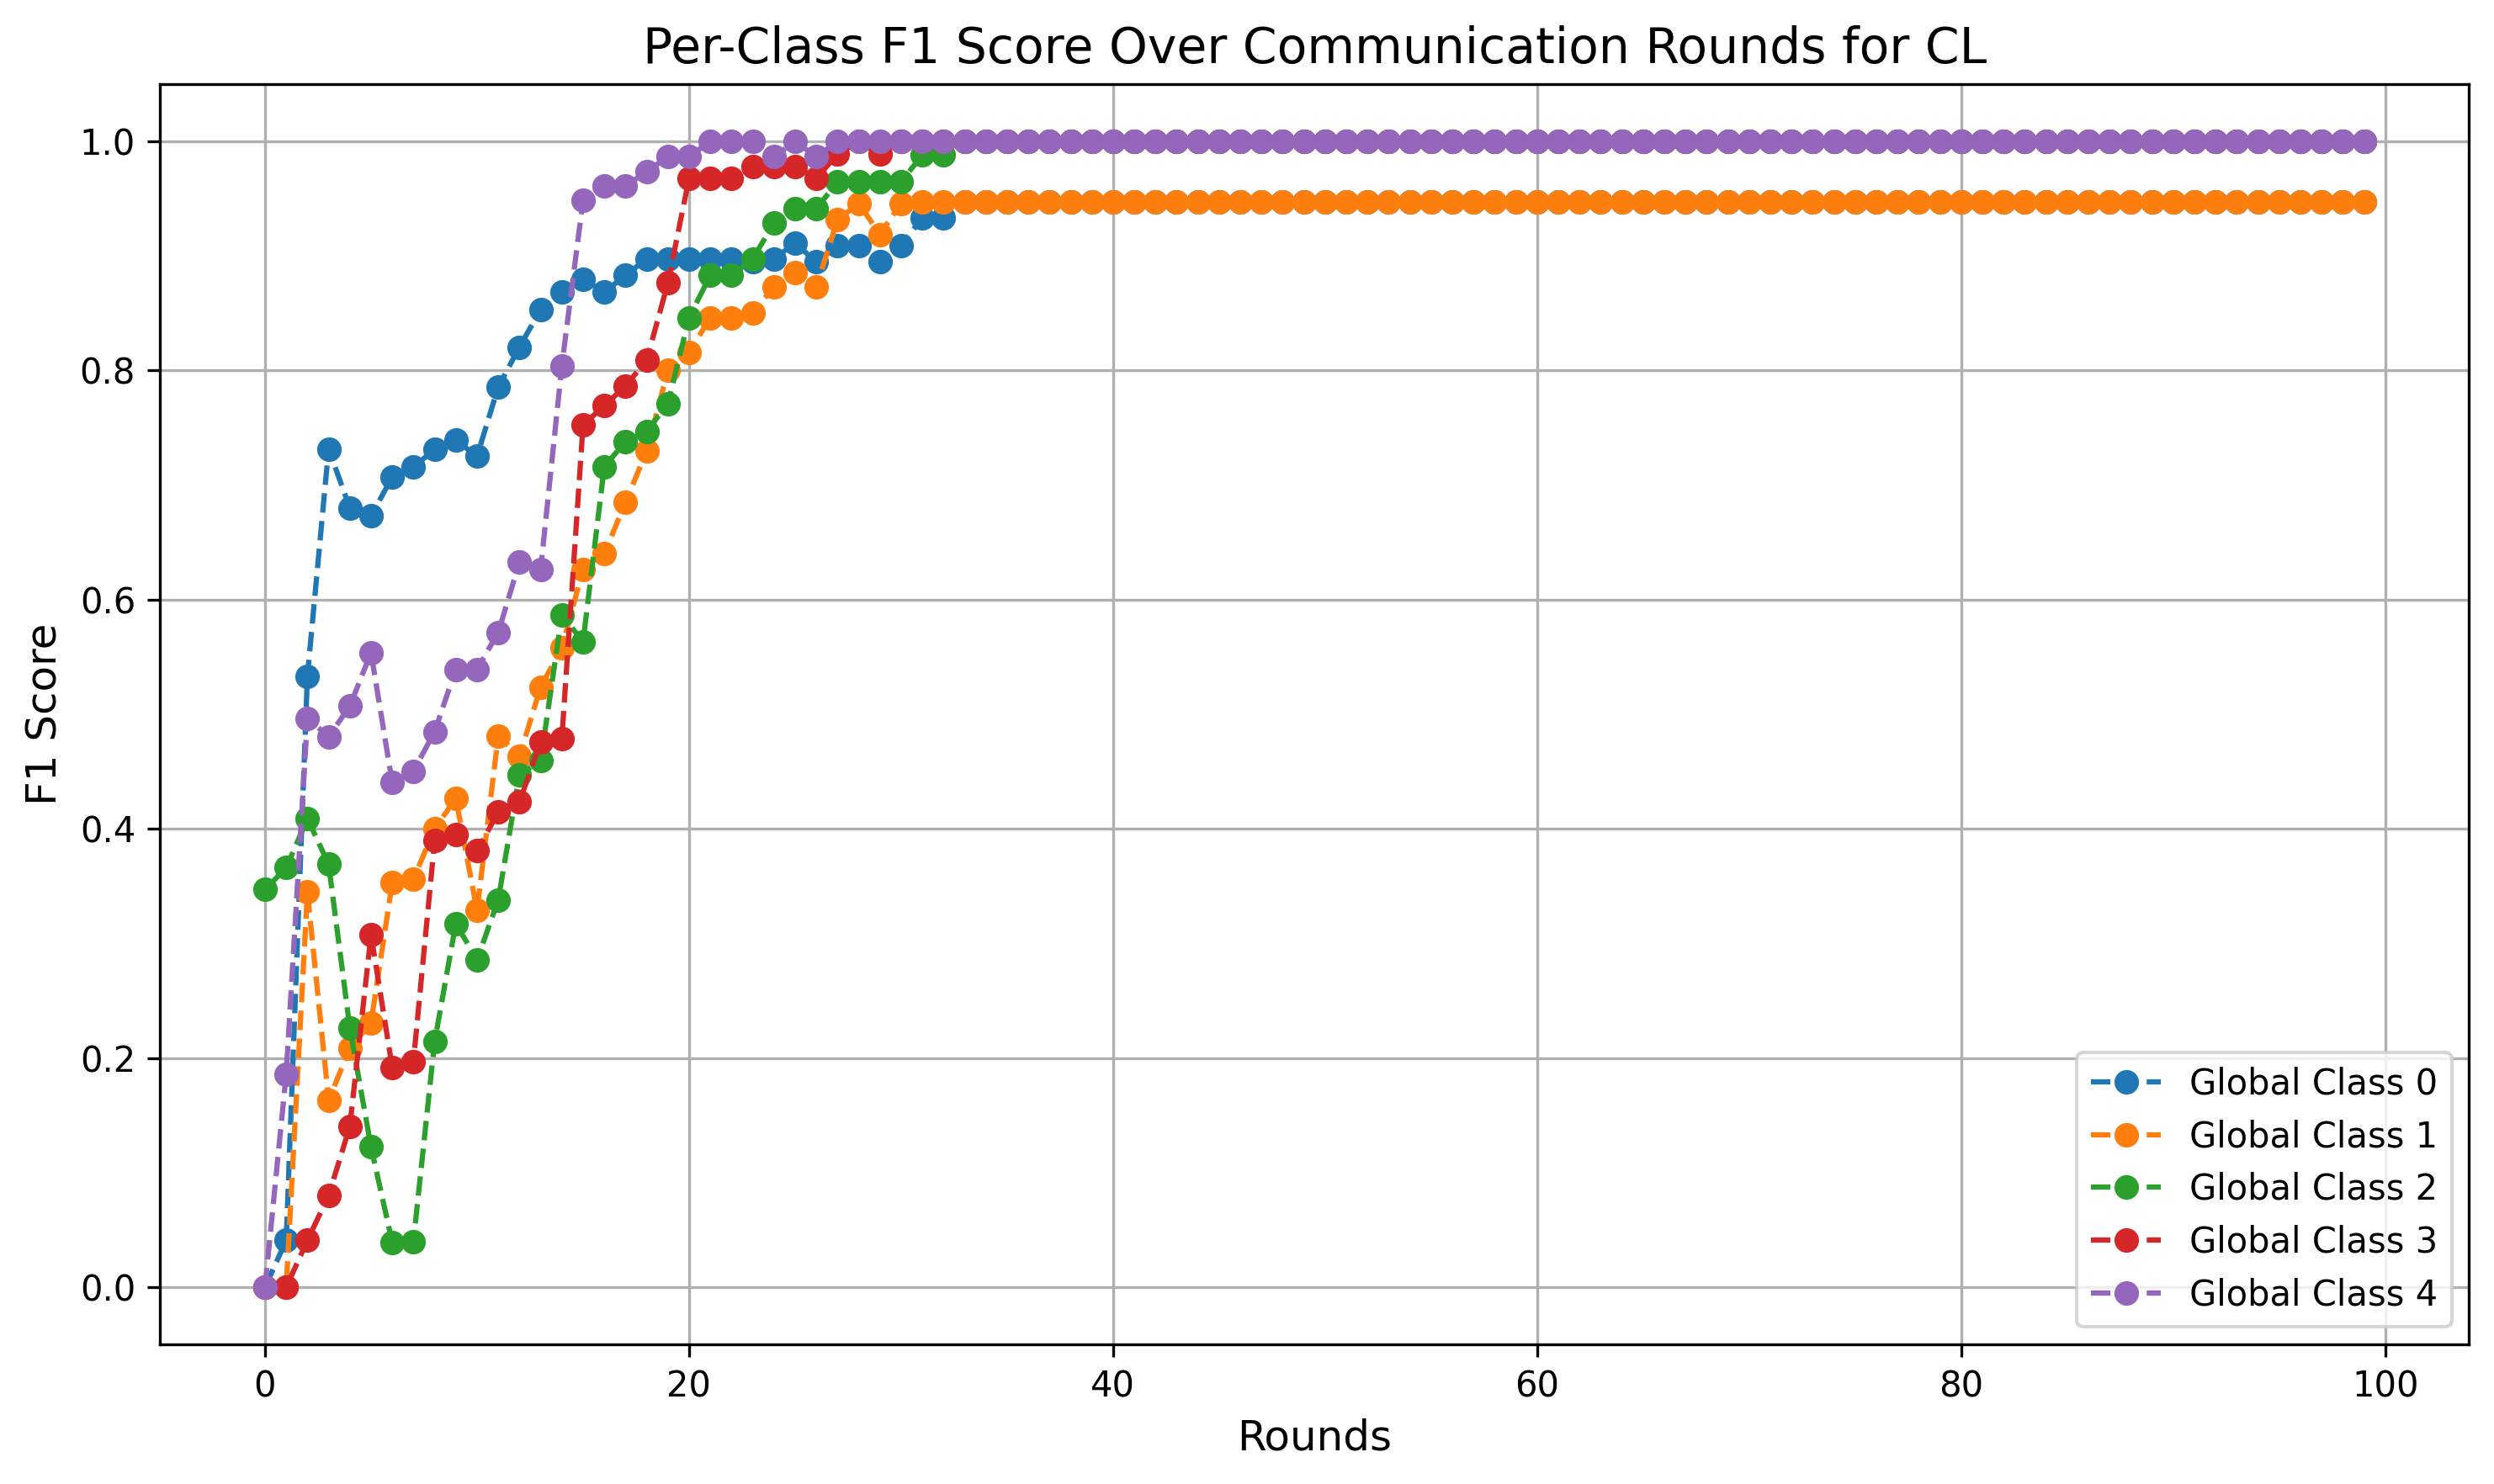 Per-Class F1 Score Over Communication Rounds for CL
1.0
0.8
0.6
0.4
0.2
0.0
F1 Score
0 20 40 60 80 100
Rounds
Global Class 0
Global Class 1
Global Class 2
Global Class 3
Global Class 4